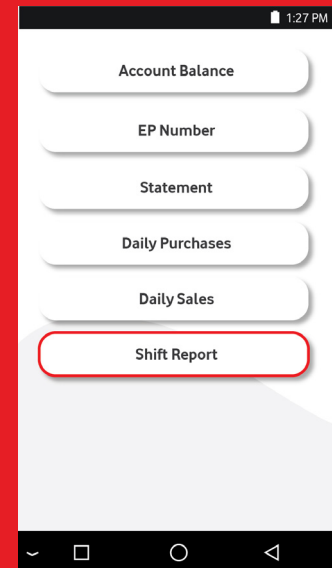 1:27 PM
Account Balance
EP Number
Statement
Daily Purchases
Daily Sales
Shift Report